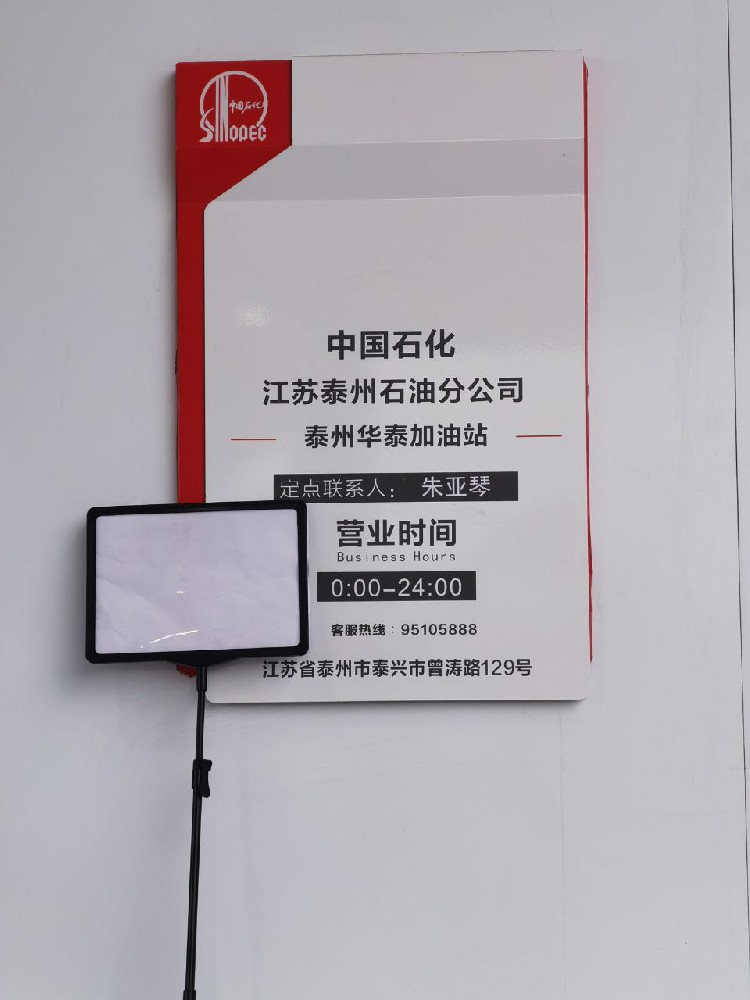 中国石化
SINOPEC
中国石化
江苏泰州石油分公司
泰州华泰加油站
定点联系人： 朱亚琴
营业时间
Business Hours
0:00-24:00
客服热线：95105888
江苏省泰州市泰兴市曾涛路129号